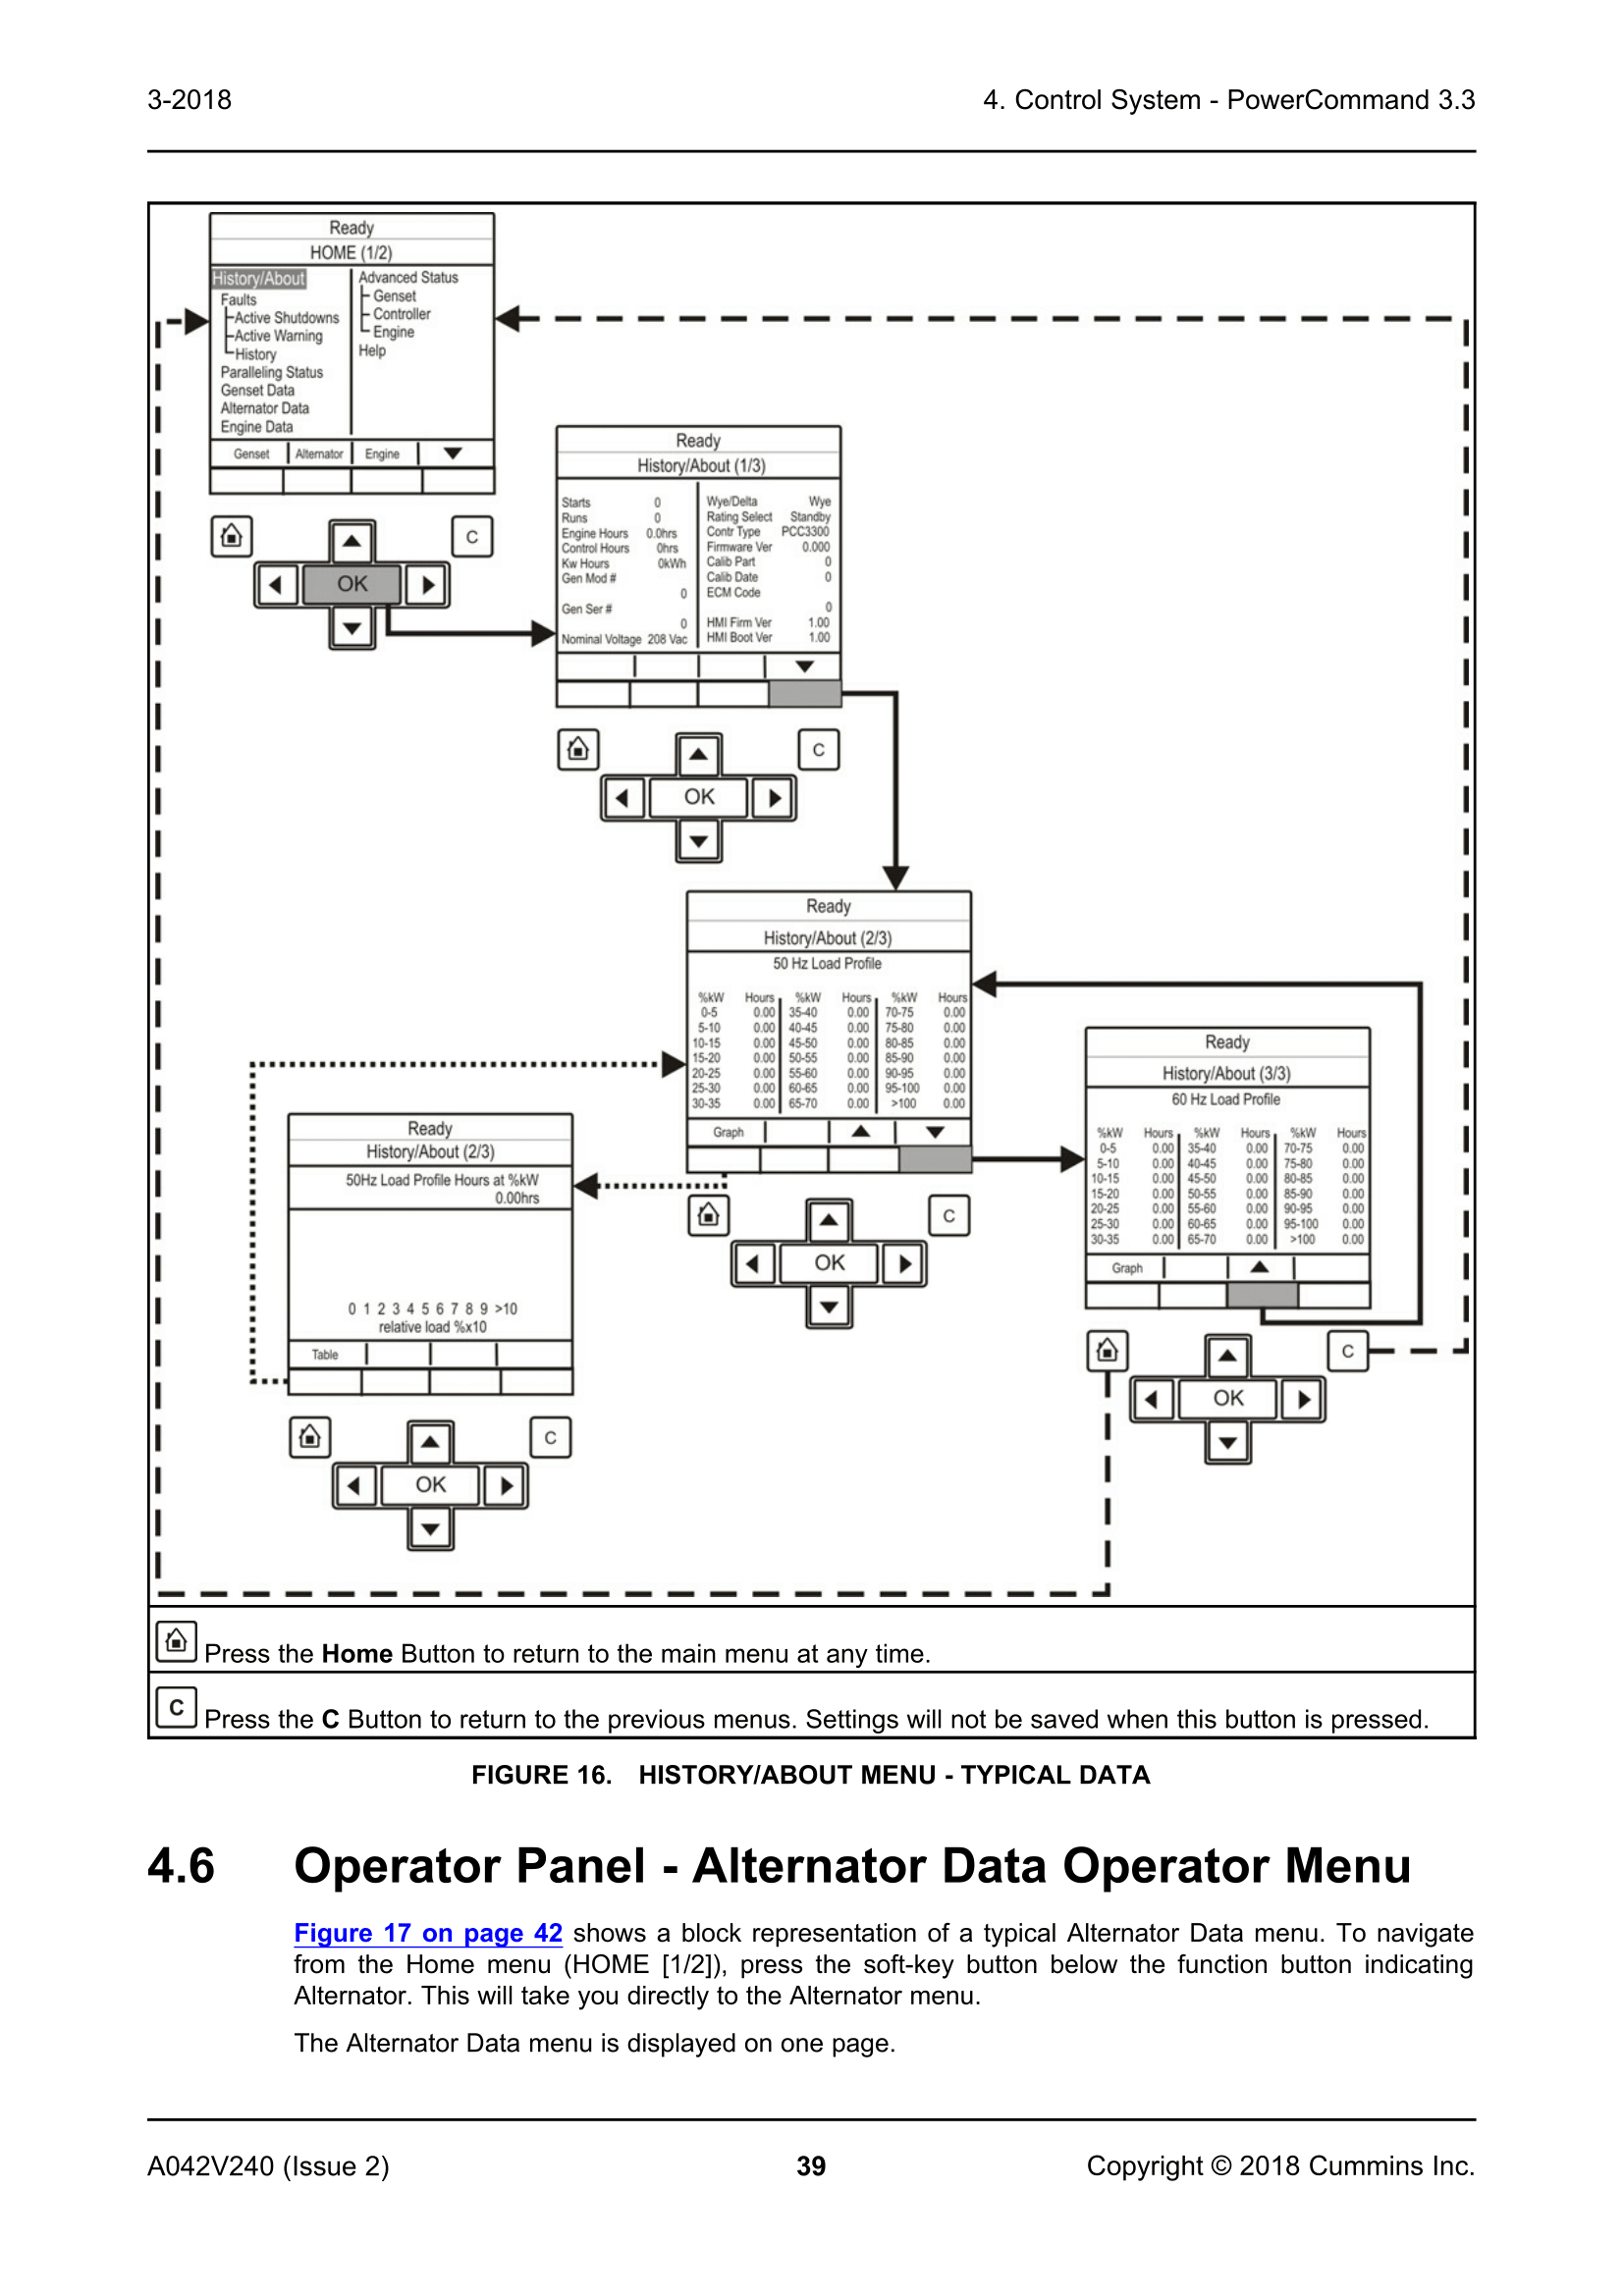 3-2018
4. Control System - PowerCommand 3.3
Ready
HOME (1/2)
History/About
Faults
Active Shutdowns
Active Warning
History
Paralleling Status
Genset Data
Alternator Data
Engine Data
Advanced Status
Genset
Controller
Engine
Help
Genset Alternator Engine
C
OK
Ready
History/About (1/3)
Starts 0
Runs 0
Engine Hours 0.0hrs
Control Hours 0hrs
Kw Hours 0kWh
Gen Mod #
0
Gen Ser #
0
Nominal Voltage 208 Vac
Wye/Delta Wye
Rating Select Standby
Contr Type PCC3300
Firmware Ver 0.000
Calib Part 0
Calib Date 0
ECM Code
0
HMI Firm Ver 1.00
HMI Boot Ver 1.00
C
OK
Ready
History/About (2/3)
50 Hz Load Profile
%kW Hours %kW Hours %kW Hours
0-5 0.00 35-40 0.00 70-75 0.00
5-10 0.00 40-45 0.00 75-80 0.00
10-15 0.00 45-50 0.00 80-85 0.00
15-20 0.00 50-55 0.00 85-90 0.00
20-25 0.00 55-60 0.00 90-95 0.00
25-30 0.00 60-65 0.00 95-100 0.00
30-35 0.00 65-70 0.00 >100 0.00
Graph
C
OK
Ready
History/About (3/3)
60 Hz Load Profile
%kW Hours %kW Hours %kW Hours
0-5 0.00 35-40 0.00 70-75 0.00
5-10 0.00 40-45 0.00 75-80 0.00
10-15 0.00 45-50 0.00 80-85 0.00
15-20 0.00 50-55 0.00 85-90 0.00
20-25 0.00 55-60 0.00 90-95 0.00
25-30 0.00 60-65 0.00 95-100 0.00
30-35 0.00 65-70 0.00 >100 0.00
Graph
C
OK
Ready
History/About (2/3)
50Hz Load Profile Hours at %kW
0.00hrs
0 1 2 3 4 5 6 7 8 9 >10
relative load %x10
Table
C
OK
Press the Home Button to return to the main menu at any time.
C Press the C Button to return to the previous menus. Settings will not be saved when this button is pressed.
FIGURE 16. HISTORY/ABOUT MENU - TYPICAL DATA
4.6 Operator Panel - Alternator Data Operator Menu
Figure 17 on page 42 shows a block representation of a typical Alternator Data menu. To navigate
from the Home menu (HOME [1/2]), press the soft-key button below the function button indicating
Alternator. This will take you directly to the Alternator menu.
The Alternator Data menu is displayed on one page.
A042V240 (Issue 2)
39
Copyright © 2018 Cummins Inc.